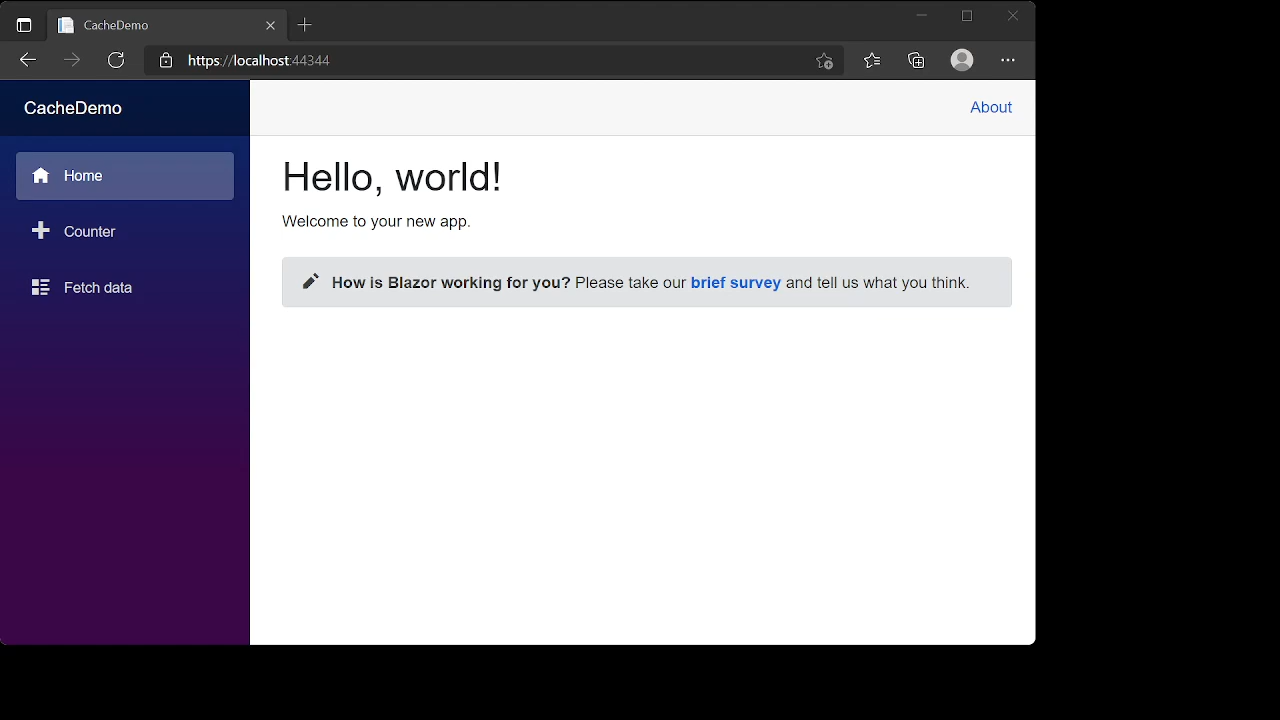 CacheDemo
https://localhost:44344
CacheDemo
About
Home
Counter
Fetch data
Hello, world!
Welcome to your new app.
How is Blazor working for you? Please take our brief survey and tell us what you think.